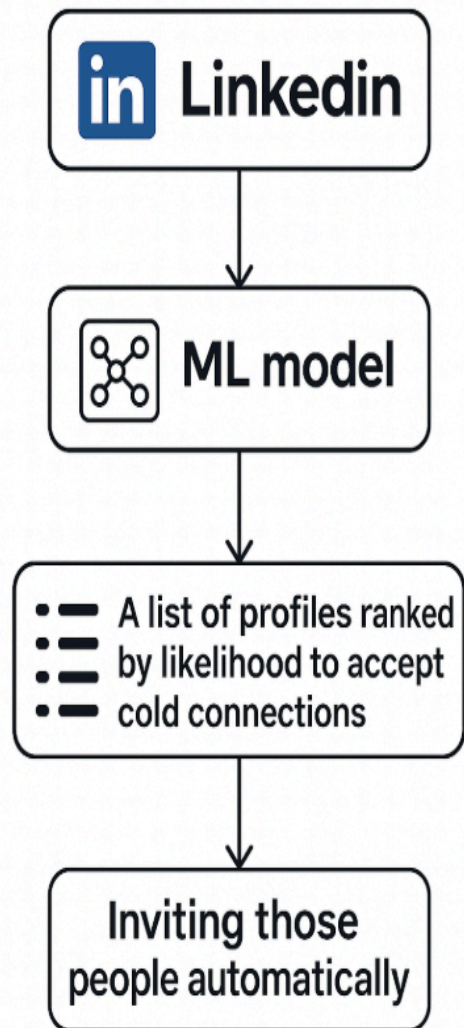 in Linkedin
ML model
A list of profiles ranked
by likelihood to accept
cold connections
Inviting those
people automatically